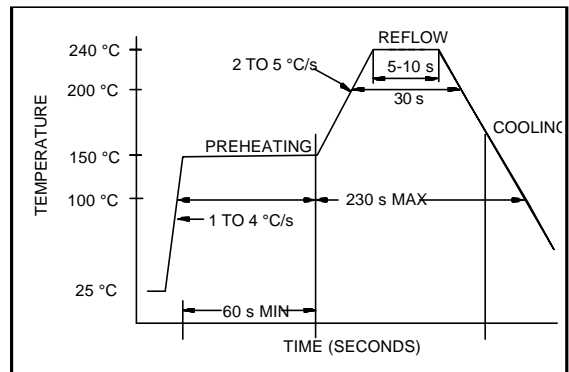 REFLOW
240 °C
2 TO 5 °C/s
5-10 s
200 °C
30 s
COOLING
PREHEATING
150 °C
100 °C
230 s MAX
1 TO 4 °C/s
25 °C
60 s MIN
TEMPERATURE
TIME (SECONDS)